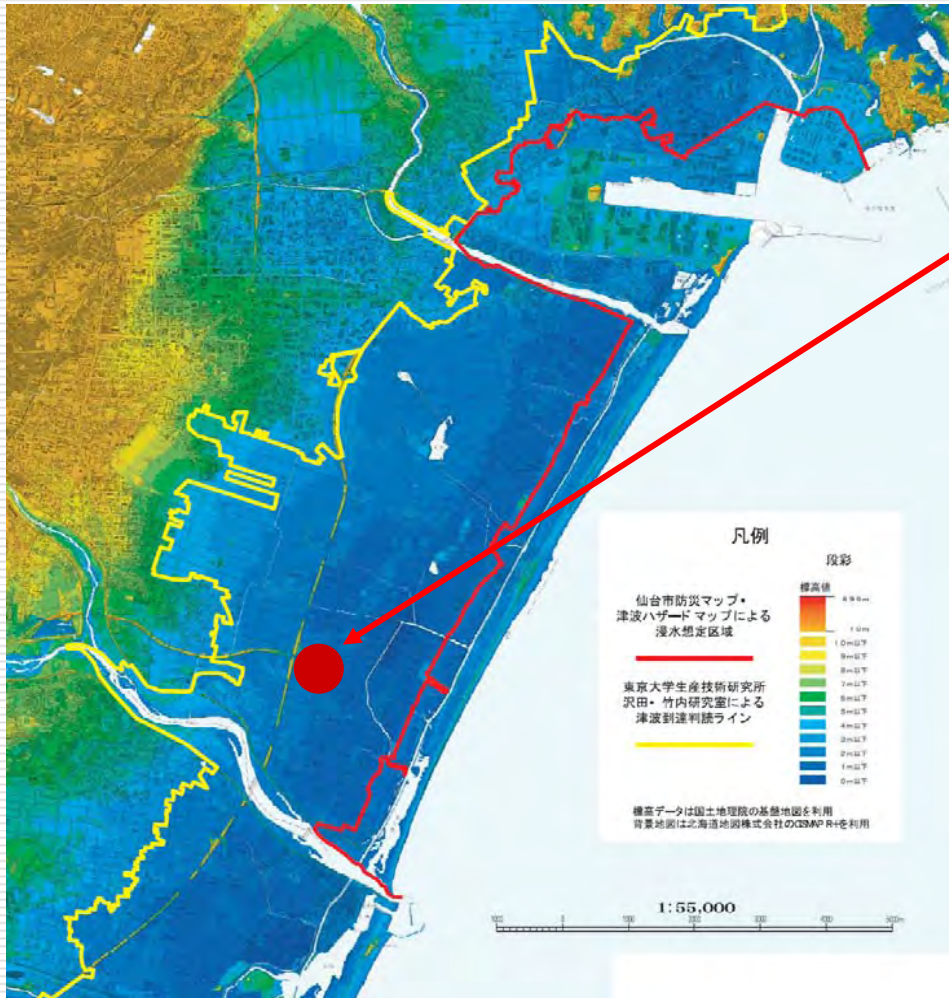 凡例
段彩
標高値
仙台市防災マップ・
津波ハザードマップによる
浸水想定区域
10m
10m以下
9m以下
8m以下
7m以下
6m以下
5m以下
4m以下
3m以下
2m以下
1m以下
0m以下
東京大学生産技術研究所
沢田・竹内研究室による
津波到達判読ライン
標高データは国土地理院の基盤地図を利用
背景地図は北海道地図株式会社のGISMAP R+を利用
1:55,000
0
1000
2000
3000
4000
5000m